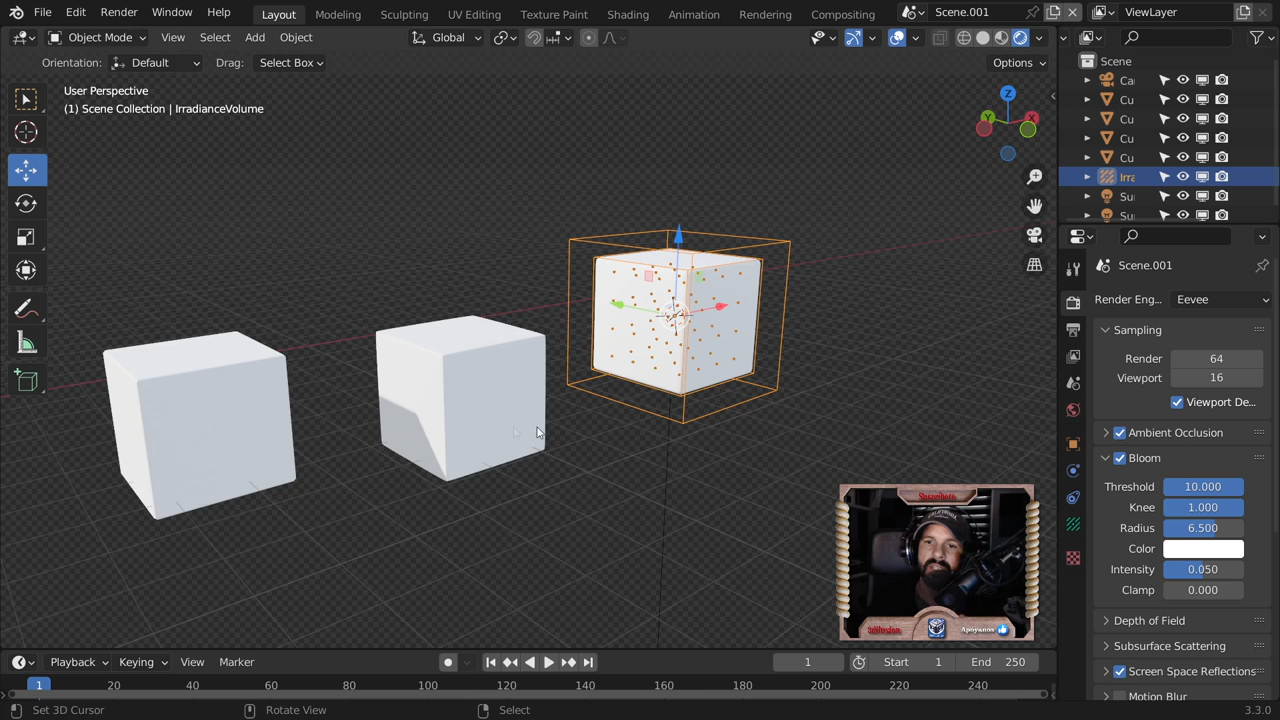 File Edit Render Window Help Layout Modeling Sculpting UV Editing Texture Paint Shading Animation Rendering Compositing Scene.001 ViewLayer
Object Mode View Select Add Object Global
Orientation: Default Drag: Select Box Options
User Perspective
(1) Scene Collection | IrradianceVolume
Z
Y
X
Scene
Ca
Cu
Cu
Cu
Cu
Irra
Su
Su
Scene.001
Render Eng... Eevee
Sampling
Render 64
Viewport 16
Viewport De...
Ambient Occlusion
Bloom
Threshold 10.000
Knee 1.000
Radius 6.500
Color
Intensity 0.050
Clamp 0.000
Depth of Field
Subsurface Scattering
Screen Space Reflections
Motion Blur
Apoyanos
Playback Keying View Marker 1 Start 1 End 250
1 20 40 60 80 100 120 140 160 180 200 220 240
Set 3D Cursor Rotate View Select 3.3.0